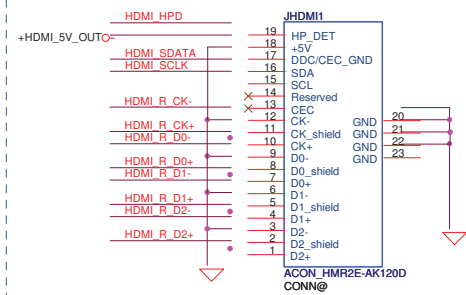 HDMI_HPD
+HDMI_5V_OUT
HDMI_SDATA
HDMI_SCLK
HDMI_R_CK-
HDMI_R_CK+
HDMI_R_D0-
HDMI_R_D0+
HDMI_R_D1-
HDMI_R_D1+
HDMI_R_D2-
HDMI_R_D2+
JHDMI1
19 HP_DET
18 +5V
17 DDC/CEC_GND
16 SDA
15 SCL
14 Reserved
13 CEC
12 CK-
11 CK_shield
10 CK+
9 D0-
8 D0_shield
7 D0+
6 D1-
5 D1_shield
4 D1+
3 D2-
2 D2_shield
1 D2+
GND 20
GND 21
GND 22
GND 23
ACON_HMR2E-AK120D
CONN@